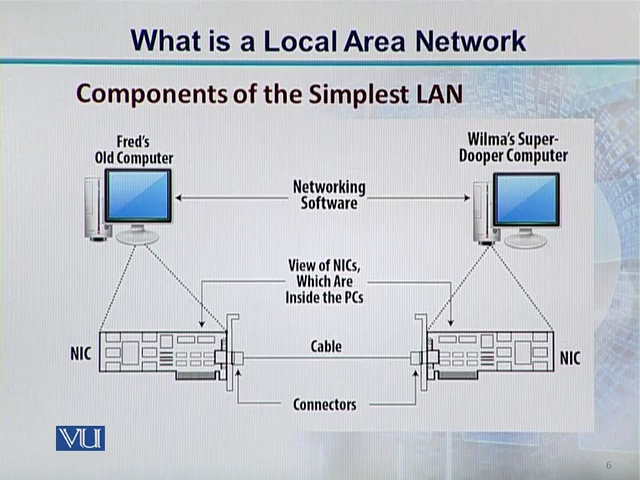 What is a Local Area Network
Components of the Simplest LAN
Fred's
Old Computer
Wilma's Super-
Dooper Computer
Networking
Software
View of NICs,
Which Are
Inside the PCs
NIC
Cable
NIC
Connectors
VU
6